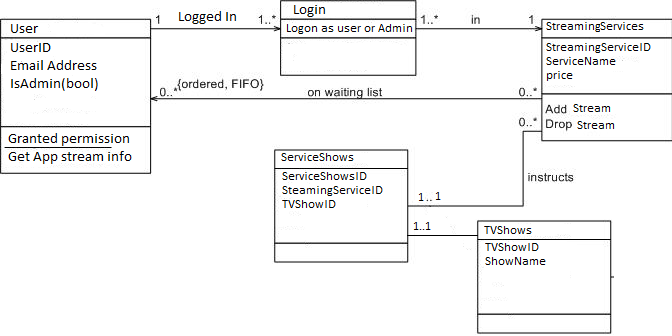 User
UserID
Email Address
IsAdmin(bool)
Granted permission
Get App stream info
1
Logged In
1..*
Login
Logon as user or Admin
1..*
in
1
StreamingServices
StreamingServiceID
ServiceName
price
Add Stream
Drop Stream
0..*
{ordered, FIFO}
on waiting list
0..*
0..*
instructs
ServiceShows
ServiceShowsID
SteamingServiceID
TVShowID
1.. 1
1..1
TVShows
TVShowID
ShowName